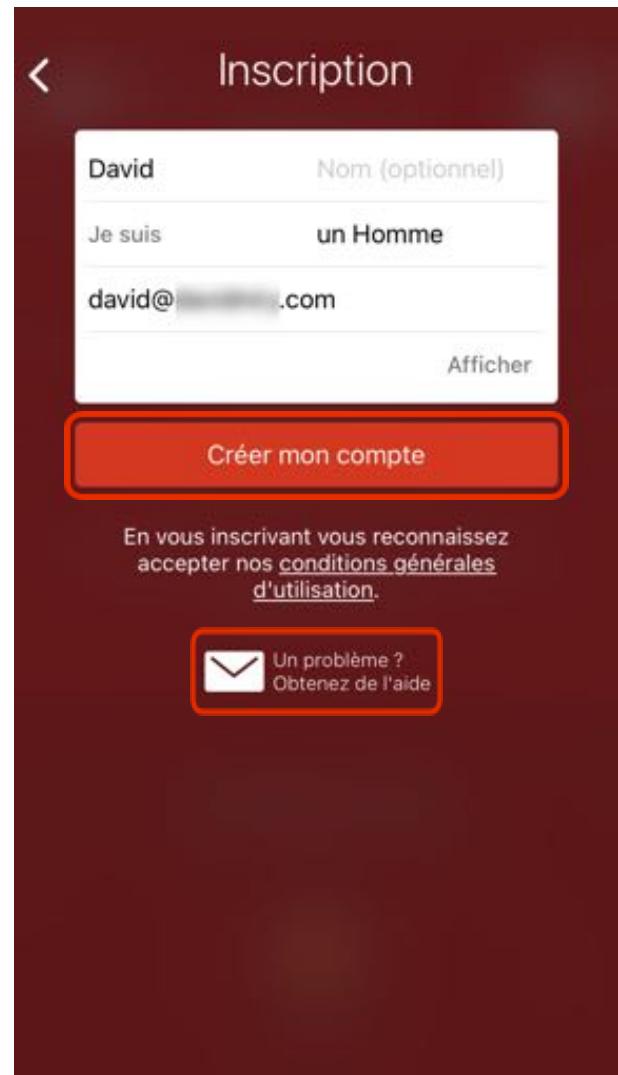 Inscription
David Nom (optionnel)
Je suis un Homme
david@ .com
Afficher
Créer mon compte
En vous inscrivant vous reconnaissez
accepter nos conditions générales
d'utilisation.
Un problème ?
Obtenez de l'aide